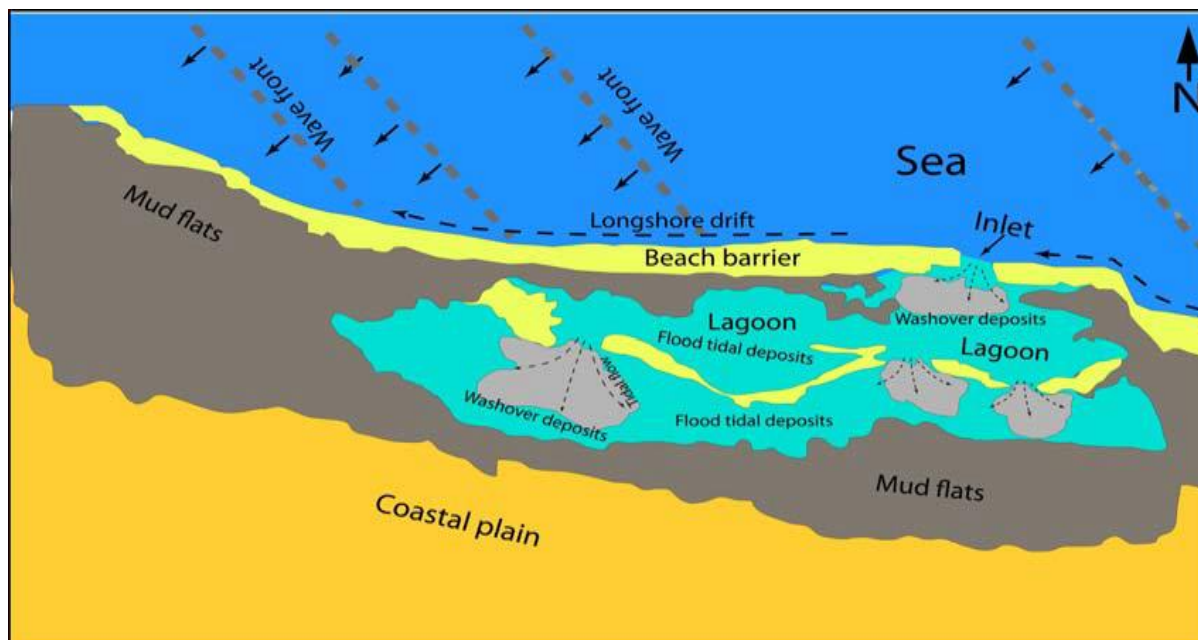 Wave front
Wave front
N
Sea
Mud flats
Longshore drift
Inlet
Beach barrier
Washover deposits
Lagoon
Flood tidal deposits
Lagoon
Tidal flow
Washover deposits
Flood tidal deposits
Mud flats
Coastal plain